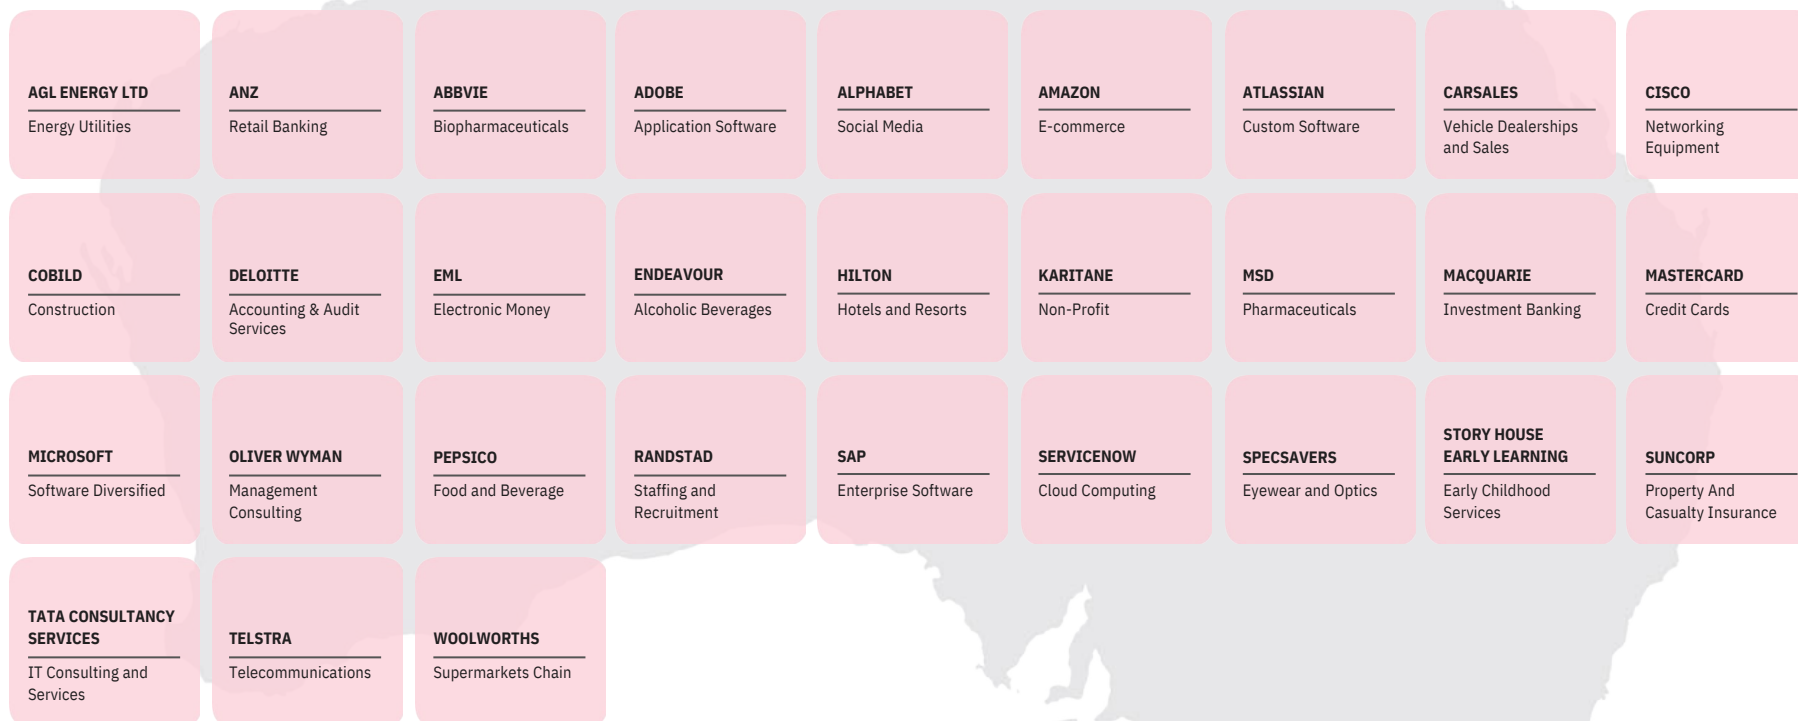 AGL ENERGY LTD
Energy Utilities
ANZ
Retail Banking
ABBVIE
Biopharmaceuticals
ADOBE
Application Software
ALPHABET
Social Media
AMAZON
E-commerce
ATLASSIAN
Custom Software
CARSALES
Vehicle Dealerships
and Sales
CISCO
Networking
Equipment
COBILD
Construction
DELOITTE
Accounting & Audit
Services
EML
Electronic Money
ENDEAVOUR
Alcoholic Beverages
HILTON
Hotels and Resorts
KARITANE
Non-Profit
MSD
Pharmaceuticals
MACQUARIE
Investment Banking
MASTERCARD
Credit Cards
MICROSOFT
Software Diversified
OLIVER WYMAN
Management
Consulting
PEPSICO
Food and Beverage
RANDSTAD
Staffing and
Recruitment
SAP
Enterprise Software
SERVICENOW
Cloud Computing
SPECSAVERS
Eyewear and Optics
STORY HOUSE
EARLY LEARNING
Early Childhood
Services
SUNCORP
Property And
Casualty Insurance
TATA CONSULTANCY
SERVICES
IT Consulting and
Services
TELSTRA
Telecommunications
WOOLWORTHS
Supermarkets Chain